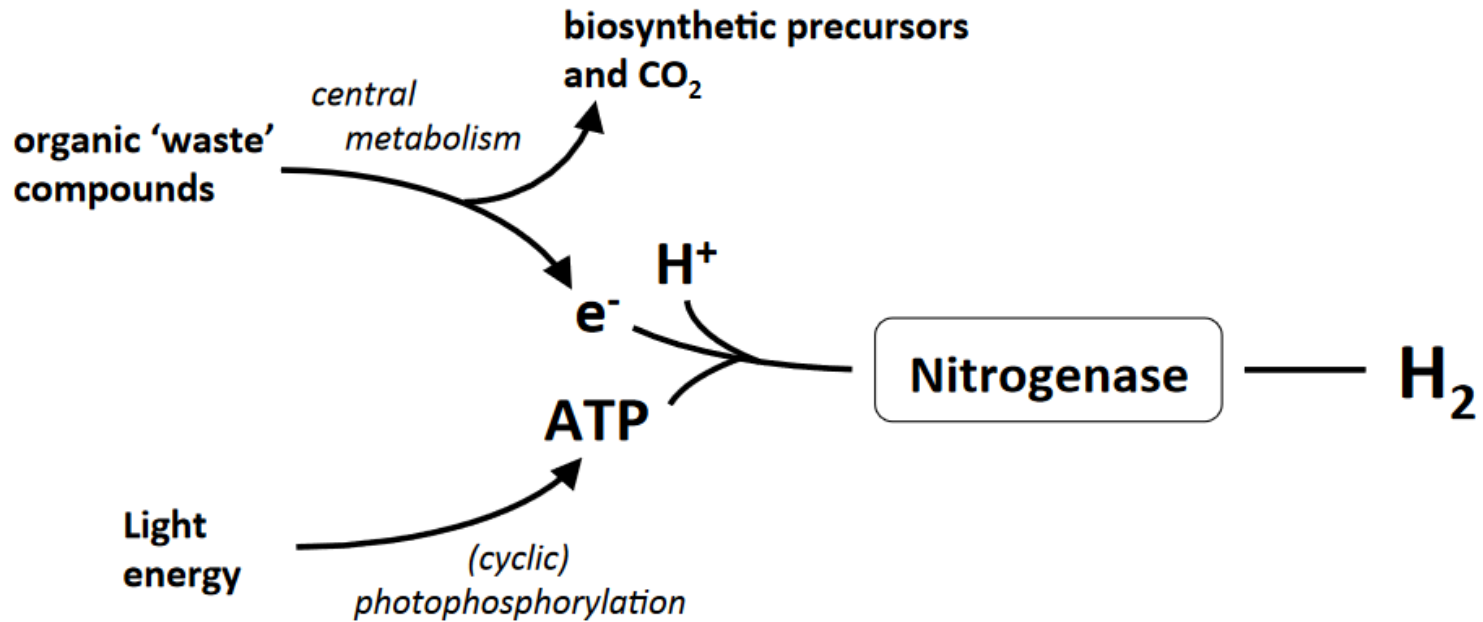 biosynthetic precursors
and CO₂
central
metabolism
organic ‘waste’
compounds
H⁺
e⁻
Nitrogenase
H₂
ATP
Light
energy
(cyclic)
photophosphorylation